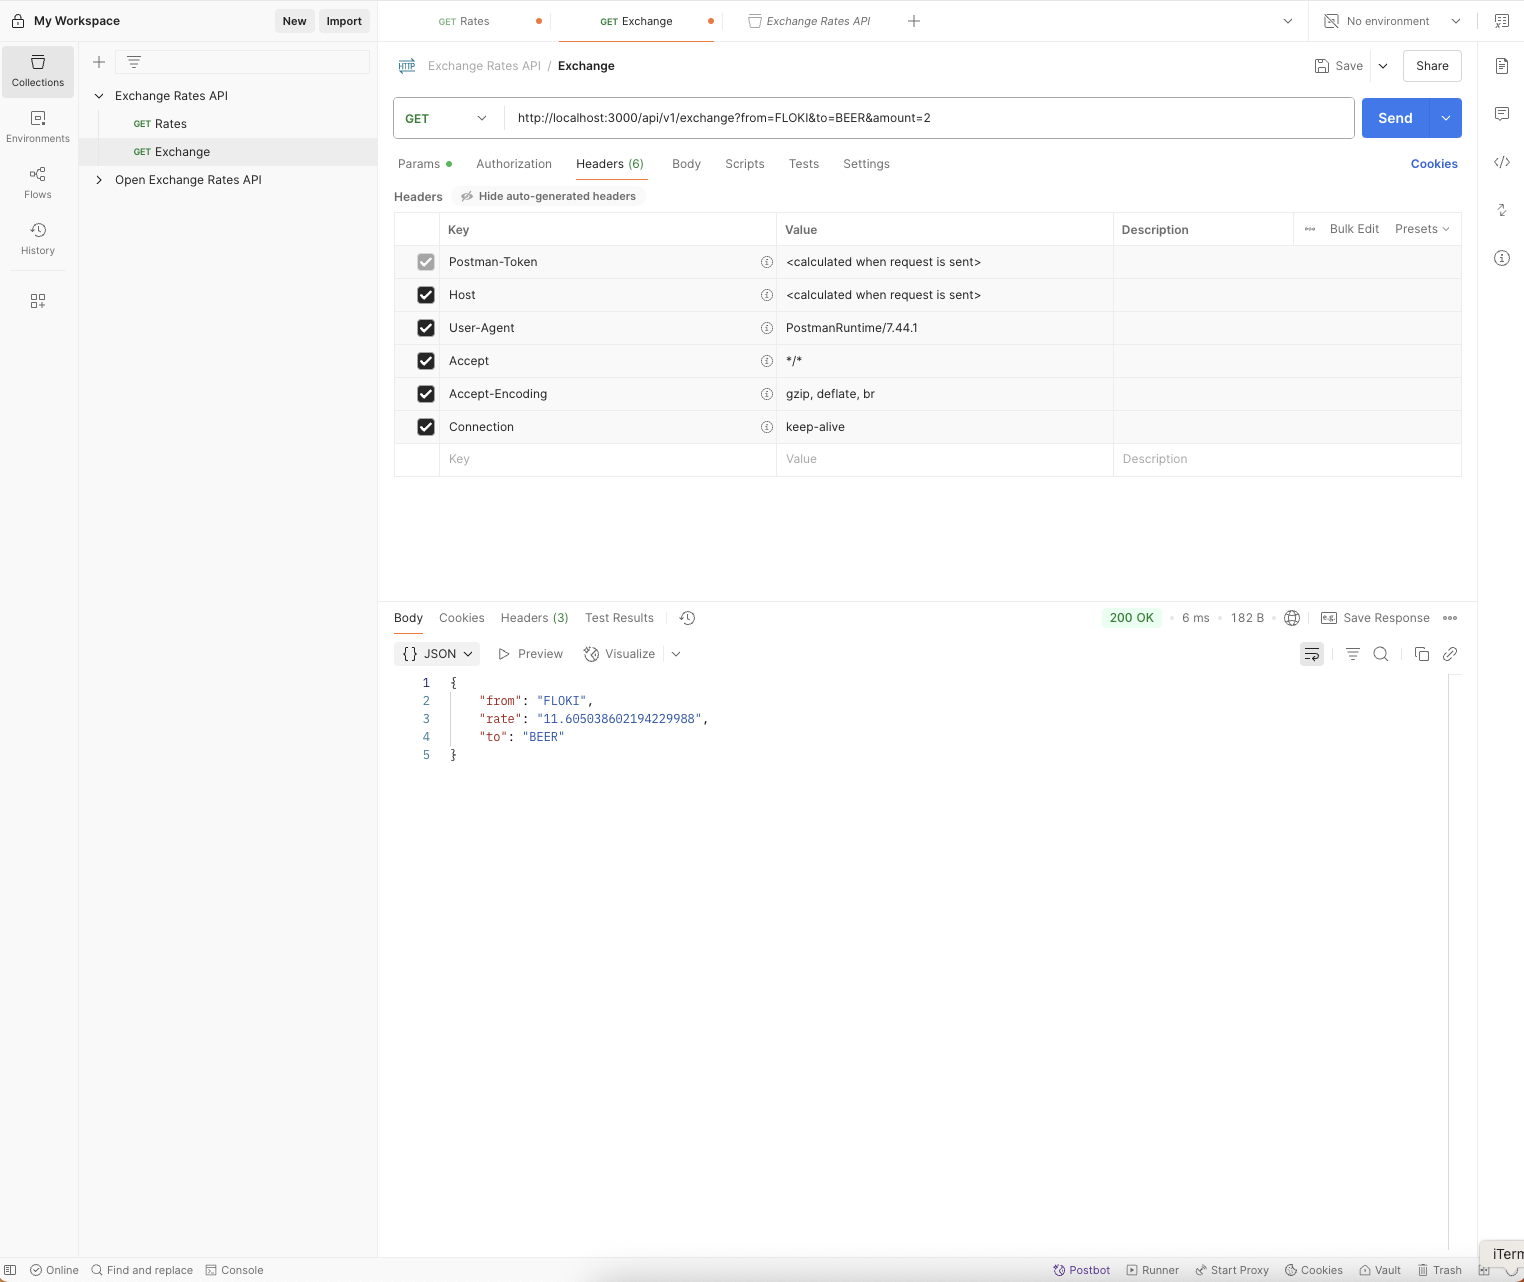 My Workspace
New
Import
GET Rates
GET Exchange
Exchange Rates API
No environment
Collections
Environments
Flows
History
Exchange Rates API
GET Rates
GET Exchange
Open Exchange Rates API
HTTP
Exchange Rates API / Exchange
Save
Share
GET
http://localhost:3000/api/v1/exchange?from=FLOKI&to=BEER&amount=2
Send
Params
Authorization
Headers (6)
Body
Scripts
Tests
Settings
Cookies
Headers
Hide auto-generated headers
Key Value Description
Bulk Edit
Presets
Postman-Token <calculated when request is sent>
Host <calculated when request is sent>
User-Agent PostmanRuntime/7.44.1
Accept */*
Accept-Encoding gzip, deflate, br
Connection keep-alive
Key Value Description
Body
Cookies
Headers (3)
Test Results
200 OK • 6 ms • 182 B •
e.g.
Save Response
{} JSON
Preview
Visualize
1 {
2 "from": "FLOKI",
3 "rate": "11.605038602194229988",
4 "to": "BEER"
5 }
iTerm
Online
Find and replace
Console
Postbot
Runner
Start Proxy
Cookies
Vault
Trash